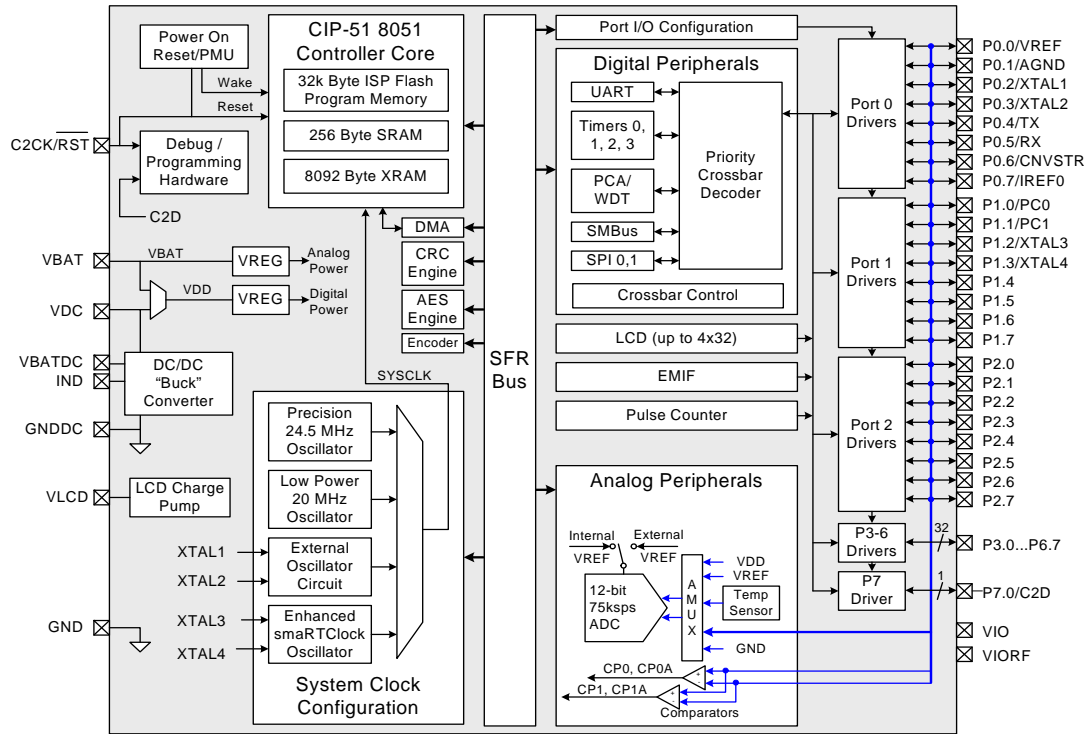 Power On
Reset/PMU
Wake
Reset
C2CK/RST
Debug /
Programming
Hardware
C2D
CIP-51 8051
Controller Core
32k Byte ISP Flash
Program Memory
256 Byte SRAM
8092 Byte XRAM
DMA
CRC
Engine
AES
Engine
Encoder
SYSCLK
VBAT
VBAT
VREG
Analog
Power
VDC
VDD
VREG
Digital
Power
VBATDC
IND
DC/DC
“Buck”
Converter
GNDDC
VLCD
LCD Charge
Pump
GND
Precision
24.5 MHz
Oscillator
Low Power
20 MHz
Oscillator
XTAL1
XTAL2
External
Oscillator
Circuit
XTAL3
XTAL4
Enhanced
smaRTClock
Oscillator
System Clock
Configuration
SFR
Bus
Port I/O Configuration
Digital Peripherals
UART
Timers 0,
1, 2, 3
PCA/
WDT
SMBus
SPI 0,1
Priority
Crossbar
Decoder
Crossbar Control
LCD (up to 4x32)
EMIF
Pulse Counter
Analog Peripherals
Internal
VREF
External
VREF
12-bit
75ksps
ADC
A
M
U
X
VDD
VREF
Temp
Sensor
GND
CP0, CP0A
CP1, CP1A
+
-
+
-
Comparators
Port 0
Drivers
Port 1
Drivers
Port 2
Drivers
P3-6
Drivers
P7
Driver
32
1
P0.0/VREF
P0.1/AGND
P0.2/XTAL1
P0.3/XTAL2
P0.4/TX
P0.5/RX
P0.6/CNVSTR
P0.7/IREF0
P1.0/PC0
P1.1/PC1
P1.2/XTAL3
P1.3/XTAL4
P1.4
P1.5
P1.6
P1.7
P2.0
P2.1
P2.2
P2.3
P2.4
P2.5
P2.6
P2.7
P3.0...P6.7
P7.0/C2D
VIO
VIORF